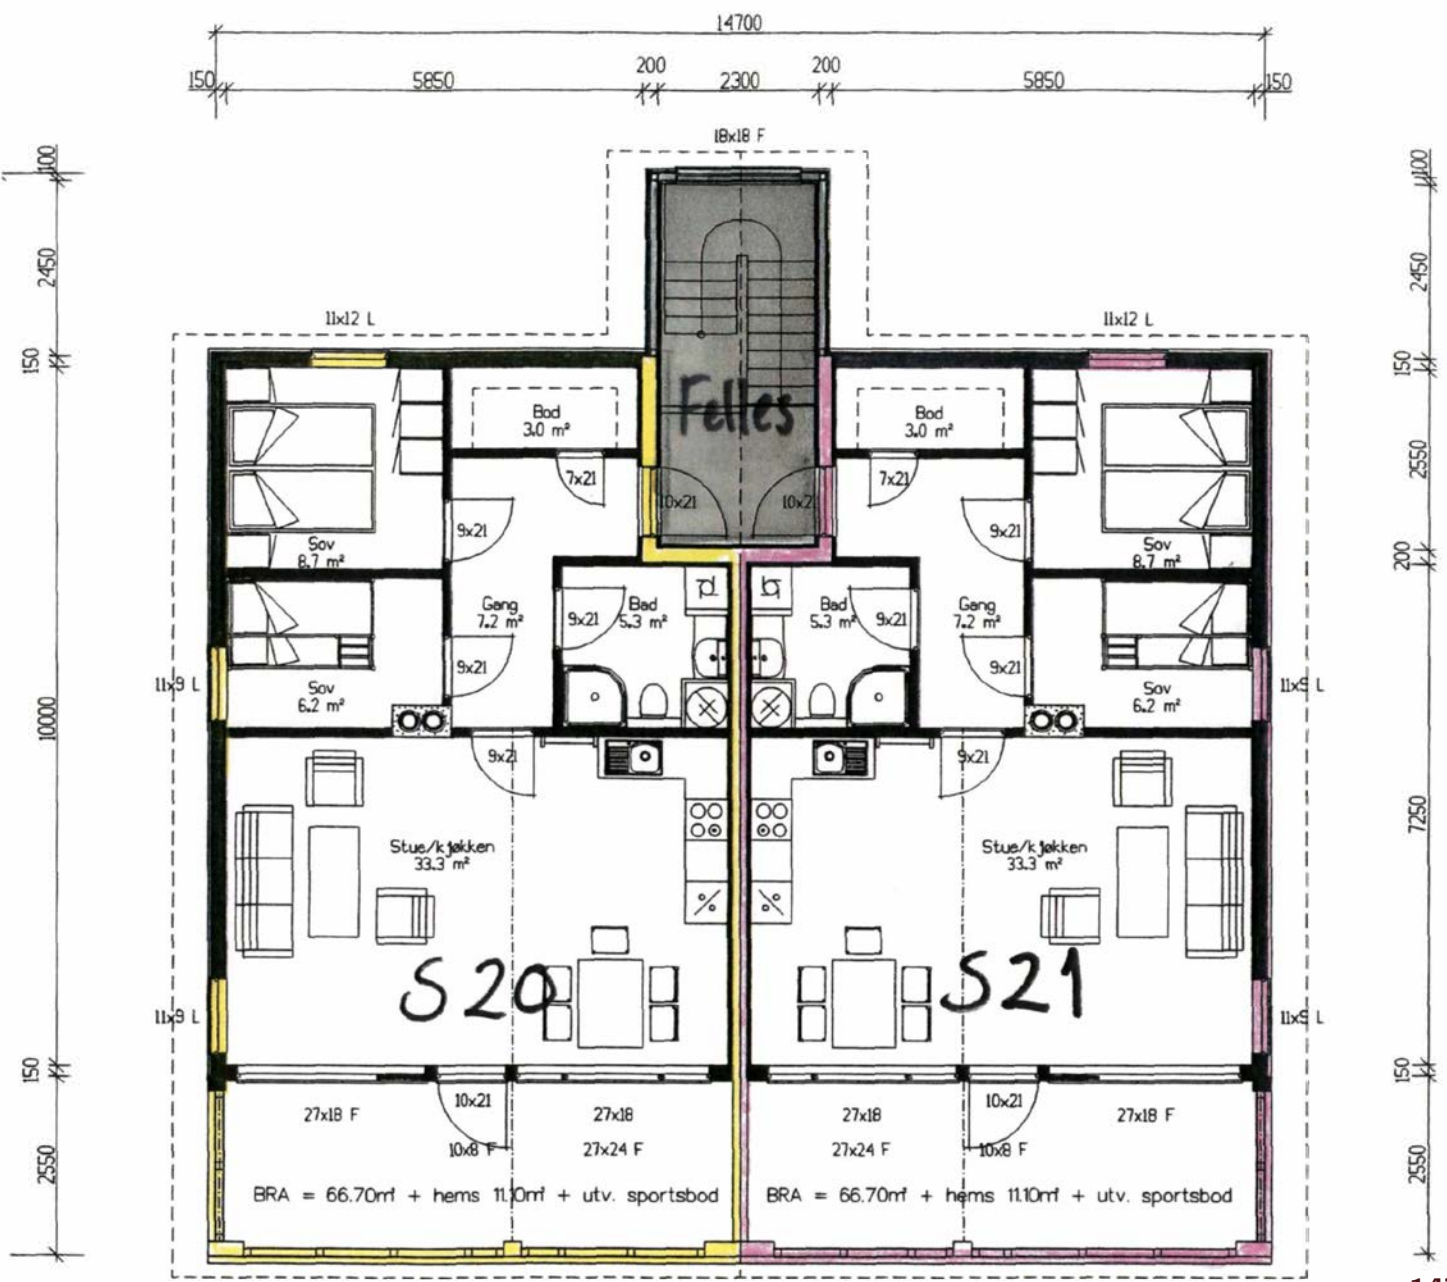 14700
150 5850 200 2300 200 5850 150
18x18 F
100 100
2450 2450
11x12 L 11x12 L
150 150
Felles
Bod Bod
3.0 m² 3.0 m²
2550
7x21 7x21
10x21 10x21
9x21 9x21
Sov Sov
8.7 m² 8.7 m²
200
Gang Bad Bad Gang
7.2 m² 5.3 m² 5.3 m² 7.2 m²
9x21 9x21
9x21 9x21
11x9 L 11x9 L
Sov Sov
6.2 m² 6.2 m²
10000
9x21 9x21
7250
Stue/kjøkken Stue/kjøkken
33.3 m² 33.3 m²
S20 S21
11x9 L 11x9 L
150 150
27x18 F 10x21 27x18 27x18 10x21 27x18 F
10x8 F 27x24 F 27x24 F 10x8 F
2550 2550
BRA = 66.70m² + hems 11.10m² + utv. sportsbod BRA = 66.70m² + hems 11.10m² + utv. sportsbod